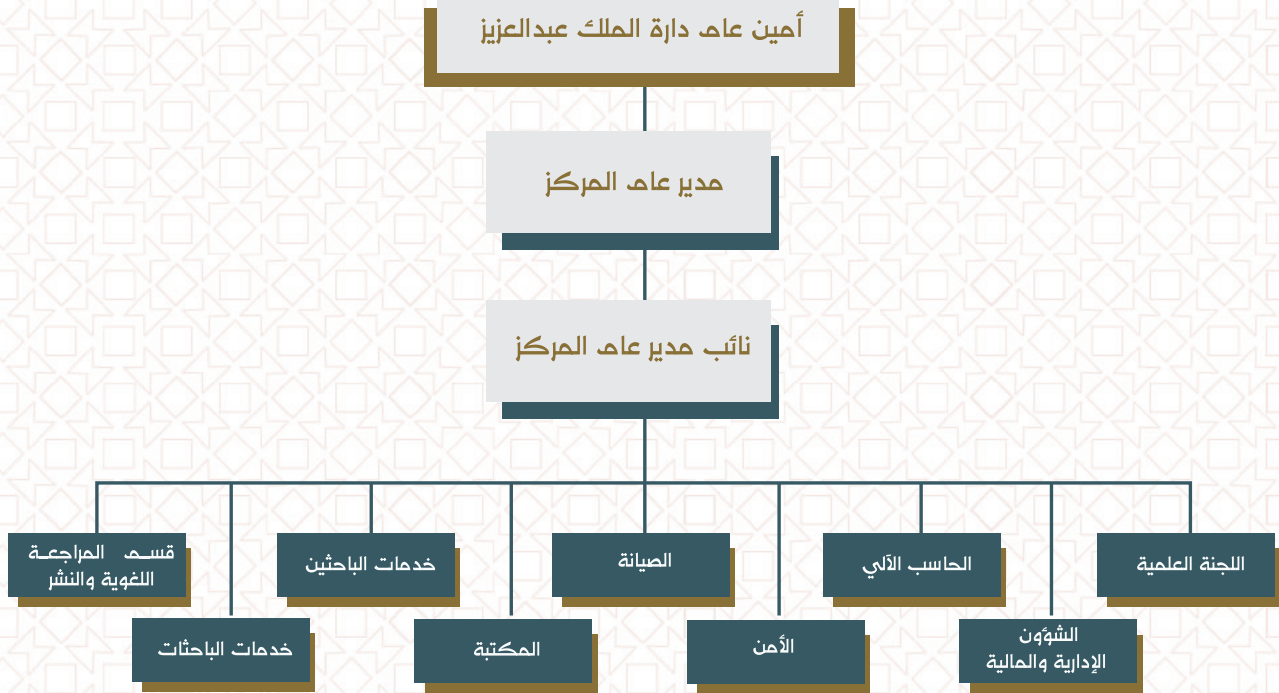 أمين عام دارة الملك عبدالعزيز
مدير عام المركز
نائب مدير عام المركز
اللجنة العلمية
الحاسب الآلي
الصيانة
خدمات الباحثين
قسم المراجعة
اللغوية والنشر
الشؤون
الإدارية والمالية
الأمن
المكتبة
خدمات الباحثات